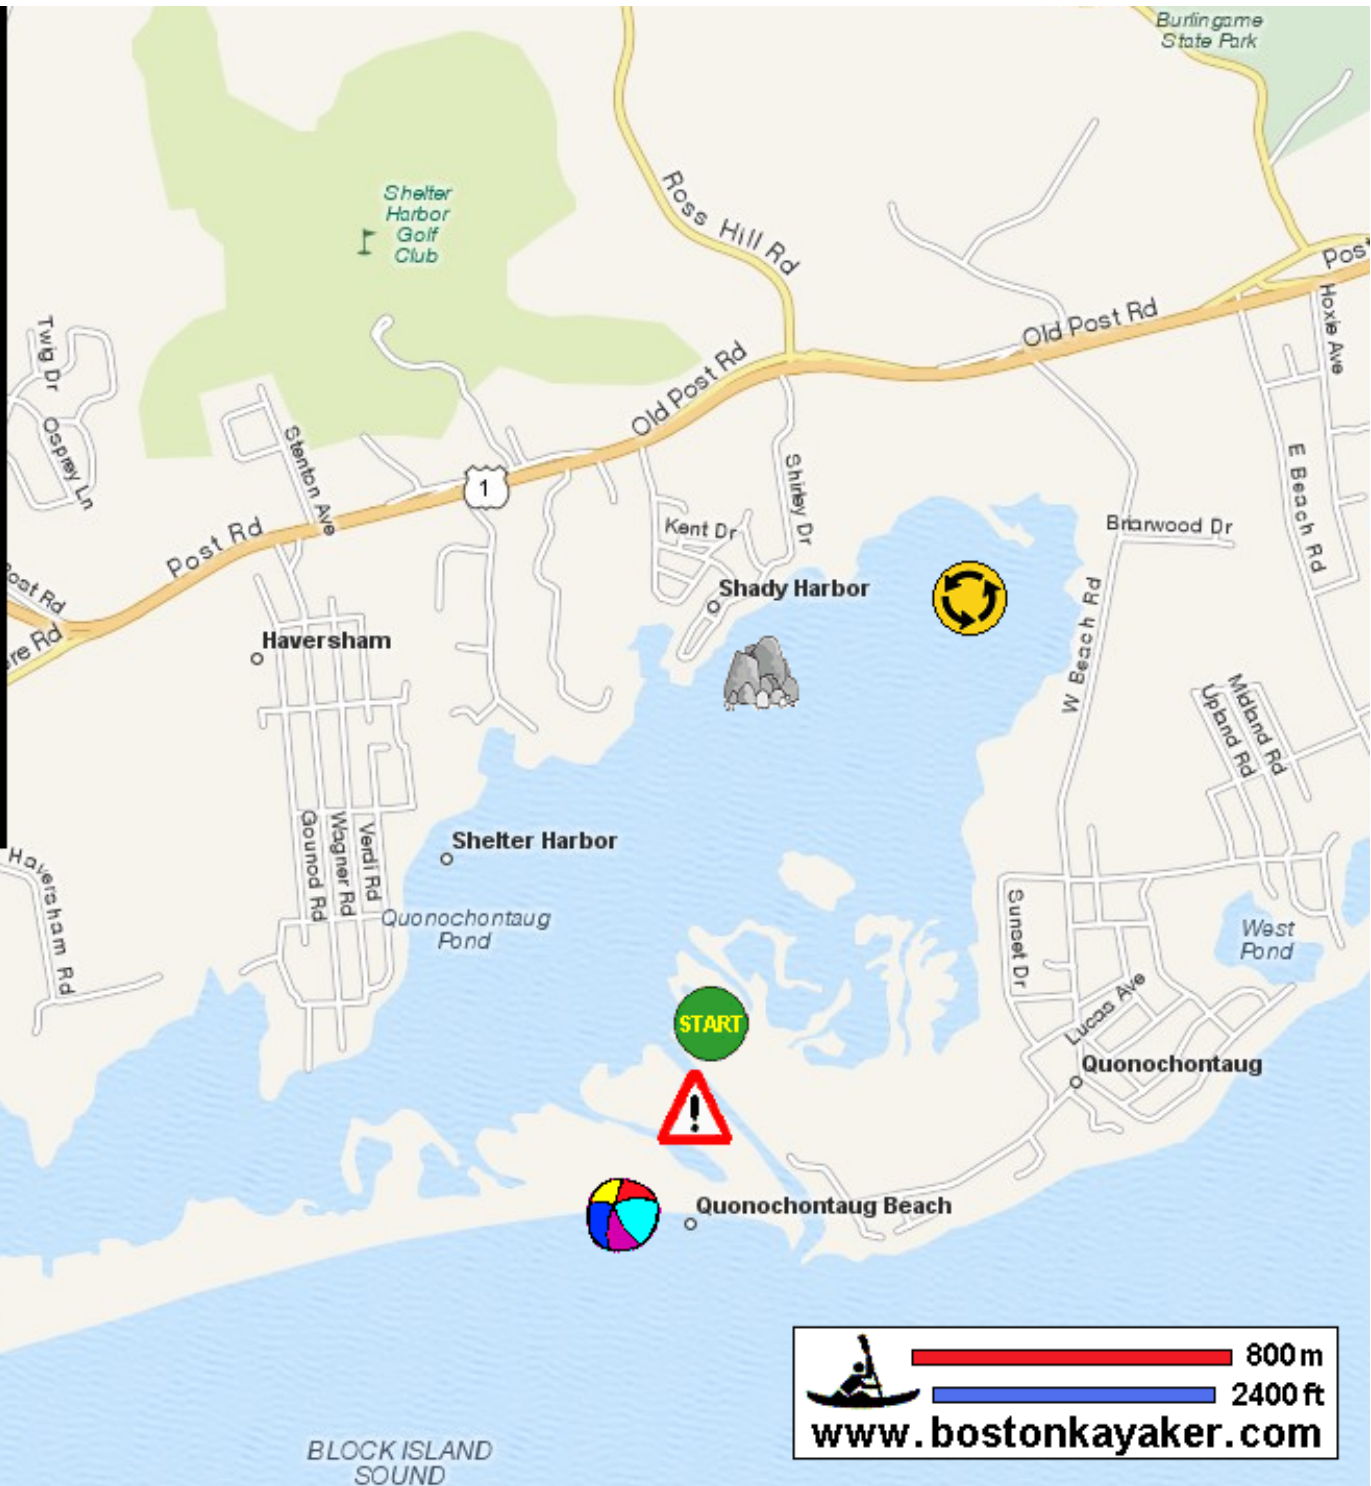 Burlingame
State Park
Shelter
Harbor
Golf
Club
Ross Hill Rd
Post
Hoxie Ave
Old Post Rd
Old Post Rd
Twig Dr
Osprey Ln
Stenton Ave
1
Post Rd
Kent Dr
Shirley Dr
Briarwood Dr
E Beach Rd
Shady Harbor
W Beach Rd
Post Rd
re Rd
Haversham
Midland Rd
Upland Rd
Gounod Rd
Wagner Rd
Verdi Rd
Shelter Harbor
Haversham Rd
Quonochontaug
Pond
Sunset Dr
West
Pond
START
Lucas Ave
Quonochontaug
!
Quonochontaug Beach
800 m
2400 ft
www.bostonkayaker.com
BLOCK ISLAND
SOUND